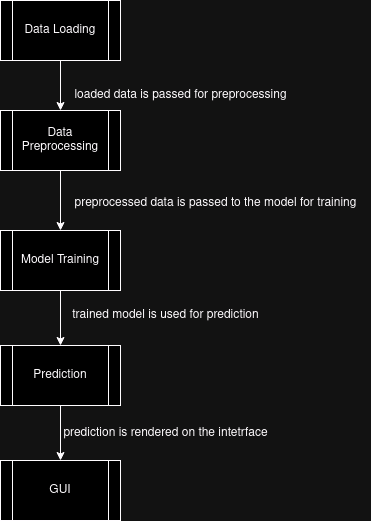 Data Loading
loaded data is passed for preprocessing
Data
Preprocessing
preprocessed data is passed to the model for training
Model Training
trained model is used for prediction
Prediction
prediction is rendered on the intetrface
GUI